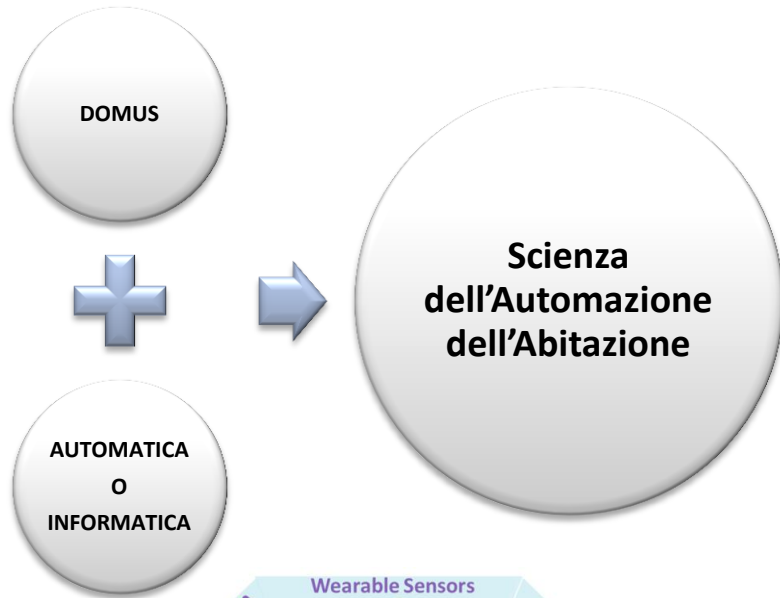 DOMUS
AUTOMATICA
O
INFORMATICA
Scienza
dell’Automazione
dell’Abitazione
Wearable Sensors